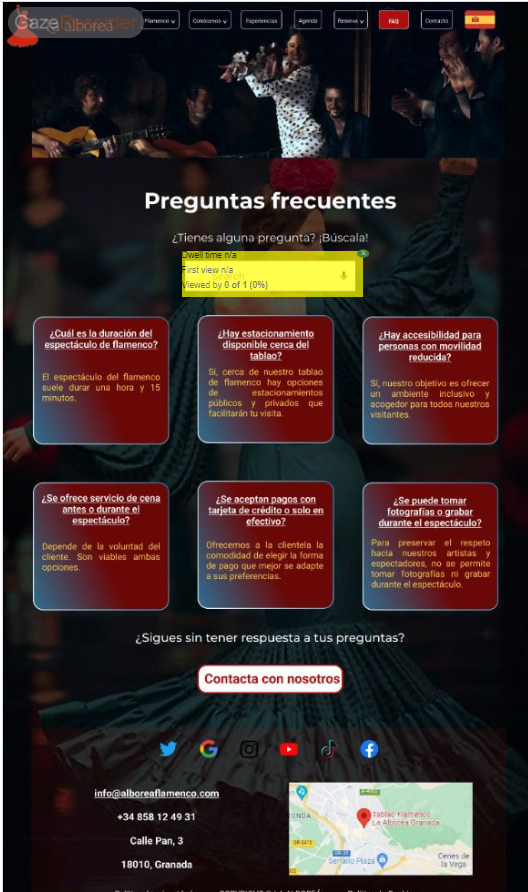 GazeRecorder
La alborea
Flamenco
Conócenos
Experiencias
Agenda
Reserva
FAQ
Contacto
Preguntas frecuentes
¿Tienes alguna pregunta? ¡Búscala!
Dwell time n/a
Search
First view n/a
Viewed by 0 of 1 (0%)
¿Cuál es la duración del
espectáculo de flamenco?
El espectáculo del flamenco
suele durar una hora y 15
minutos.
¿Hay estacionamiento
disponible cerca del
tablao?
Sí, cerca de nuestro tablao
de flamenco hay opciones
de estacionamientos
públicos y privados que
facilitarán tu visita.
¿Hay accesibilidad para
personas con movilidad
reducida?
Sí, nuestro objetivo es ofrecer
un ambiente inclusivo y
acogedor para todos nuestros
visitantes.
¿Se ofrece servicio de cena
antes o durante el
espectáculo?
Depende de la voluntad del
cliente. Son viables ambas
opciones.
¿Se aceptan pagos con
tarjeta de crédito o solo en
efectivo?
Ofrecemos a la clientela la
comodidad de elegir la forma
de pago que mejor se adapte
a sus preferencias.
¿Se puede tomar
fotografías o grabar
durante el espectáculo?
Para preservar el respeto
hacia nuestros artistas y
espectadores, no se permite
tomar fotografías ni grabar
durante el espectáculo.
¿Sigues sin tener respuesta a tus preguntas?
Contacta con nosotros
info@alboreaflamenco.com
+34 858 12 49 31
Calle Pan, 3
18010, Granada
Tablao Flamenco
La Alborea Granada
Serrallo Plaza
Cenes de
la Vega